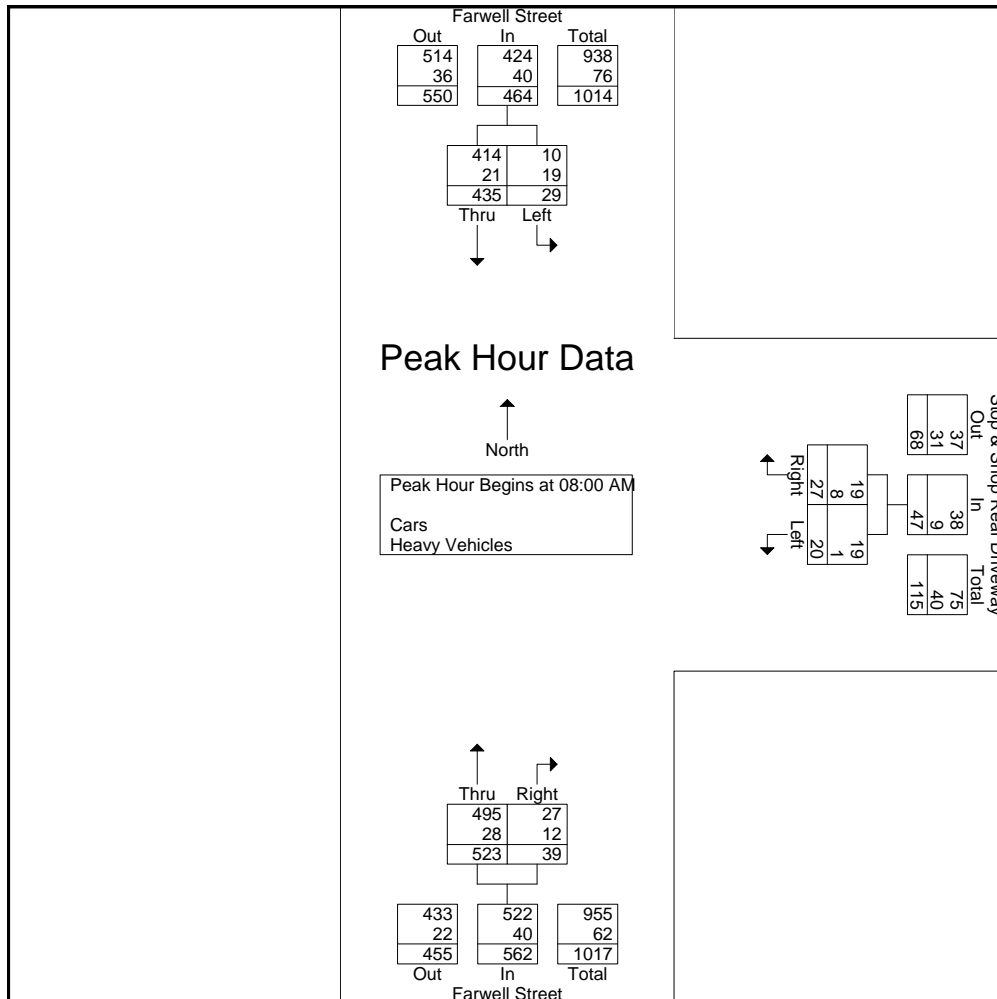 Farwell Street
Out In Total
514 424 938
36 40 76
550 464 1014
414 10
21 19
435 29
Thru Left
Peak Hour Data
North
Peak Hour Begins at 08:00 AM
Cars
Heavy Vehicles
Stop & Shop Rear Driveway
Out In Total
37 38 75
31 9 40
68 47 115
19 19
8 1
27 20
Right Left
Thru Right
495 27
28 12
523 39
433 522 955
22 40 62
455 562 1017
Out In Total
Farwell Street